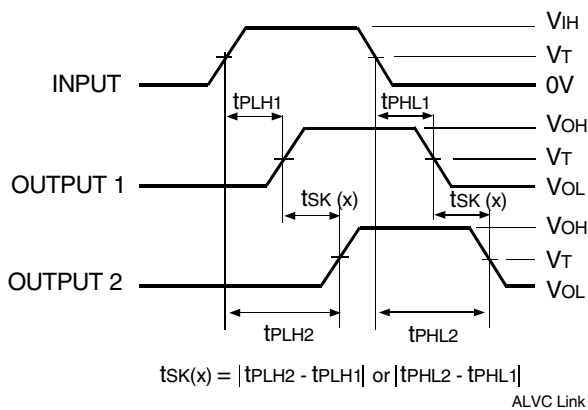 VIH
VT
0V
INPUT
tPLH1
tPHL1
VOH
VT
VOL
OUTPUT 1
tSK (x)
tSK (x)
VOH
VT
VOL
OUTPUT 2
tPLH2
tPHL2
tSK(x) = |tPLH2 - tPLH1| or |tPHL2 - tPHL1|
ALVC Link